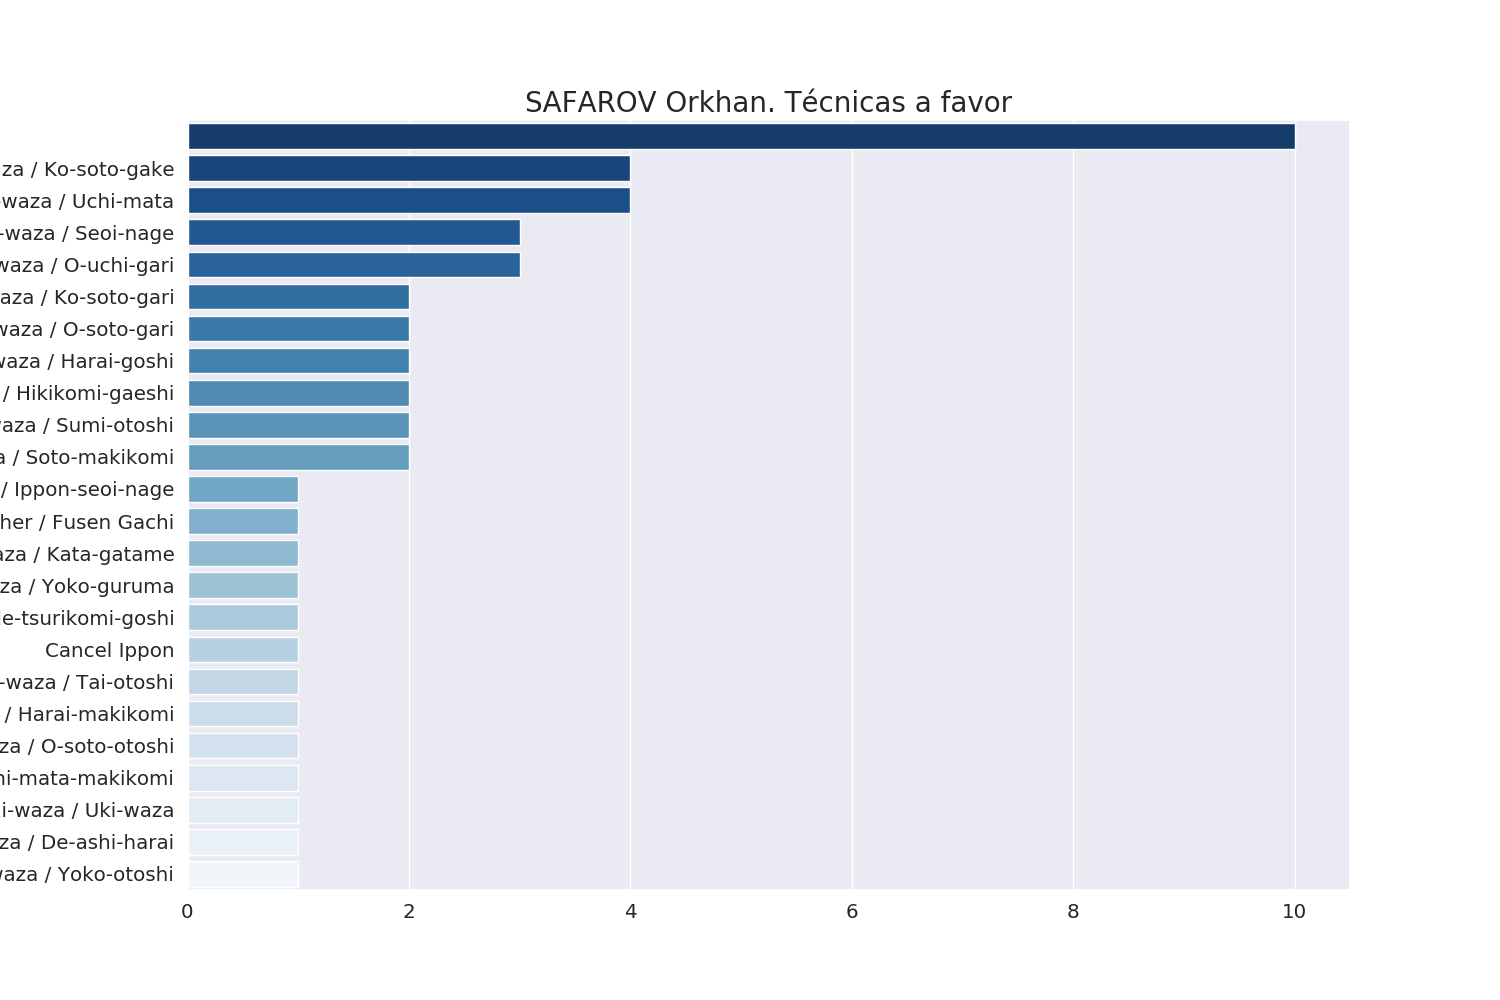 SAFAROV Orkhan. Técnicas a favor
za / Ko-soto-gake
-waza / Uchi-mata
-waza / Seoi-nage
waza / O-uchi-gari
aza / Ko-soto-gari
waza / O-soto-gari
waza / Harai-goshi
/ Hikikomi-gaeshi
aza / Sumi-otoshi
a / Soto-makikomi
/ Ippon-seoi-nage
her / Fusen Gachi
aza / Kata-gatame
za / Yoko-guruma
de-tsurikomi-goshi
Cancel Ippon
-waza / Tai-otoshi
/ Harai-makikomi
za / O-soto-otoshi
hi-mata-makikomi
i-waza / Uki-waza
za / De-ashi-harai
waza / Yoko-otoshi
0 2 4 6 8 10